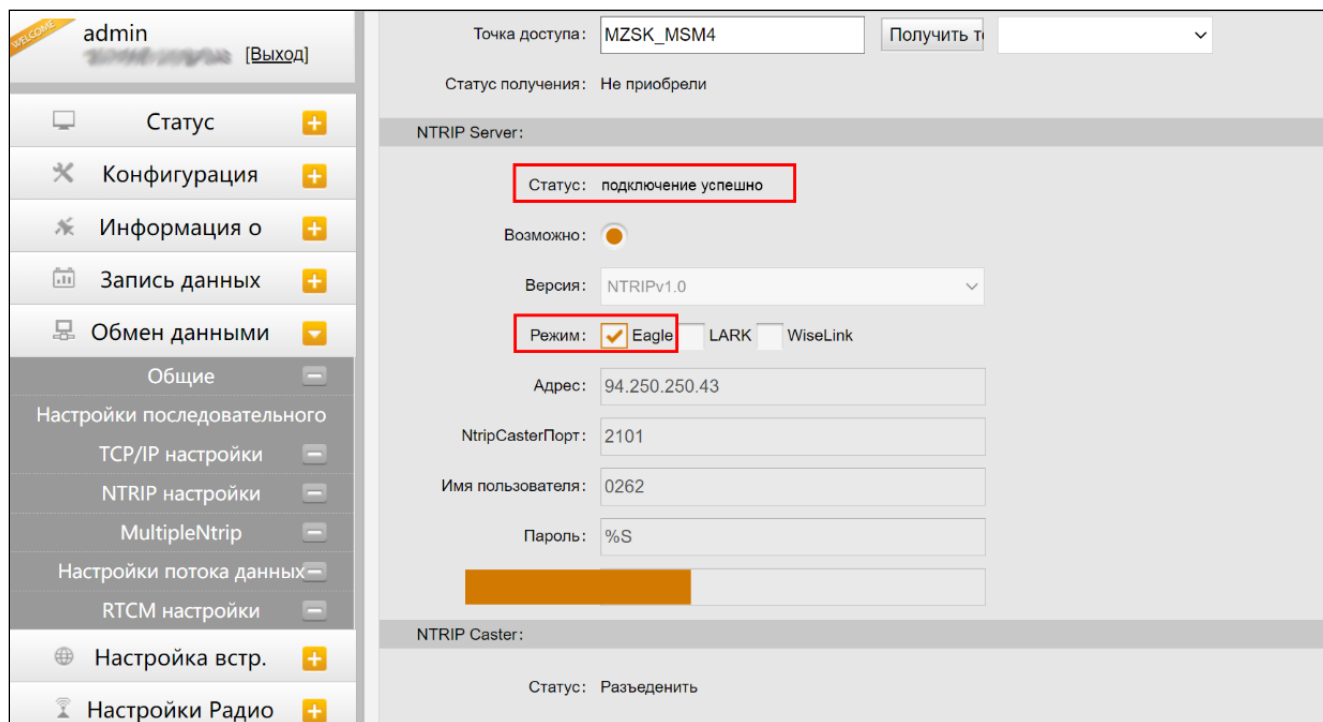 WELCOME
admin
[Выход]
Статус
Конфигурация
Информация о
Запись данных
Обмен данными
Общие
Настройки последовательного
TCP/IP настройки
NTRIP настройки
MultipleNtrip
Настройки потока данных
RTCM настройки
Настройка встр.
Настройки Радио
Точка доступа: MZSK_MSM4 Получить т
Статус получения: Не приобрели
NTRIP Server:
Статус: подключение успешно
Возможно:
Версия: NTRIPv1.0
Режим: Eagle LARK WiseLink
Адрес: 94.250.250.43
NtripCasterПорт: 2101
Имя пользователя: 0262
Пароль: %S
NTRIP Caster:
Статус: Разъеденить